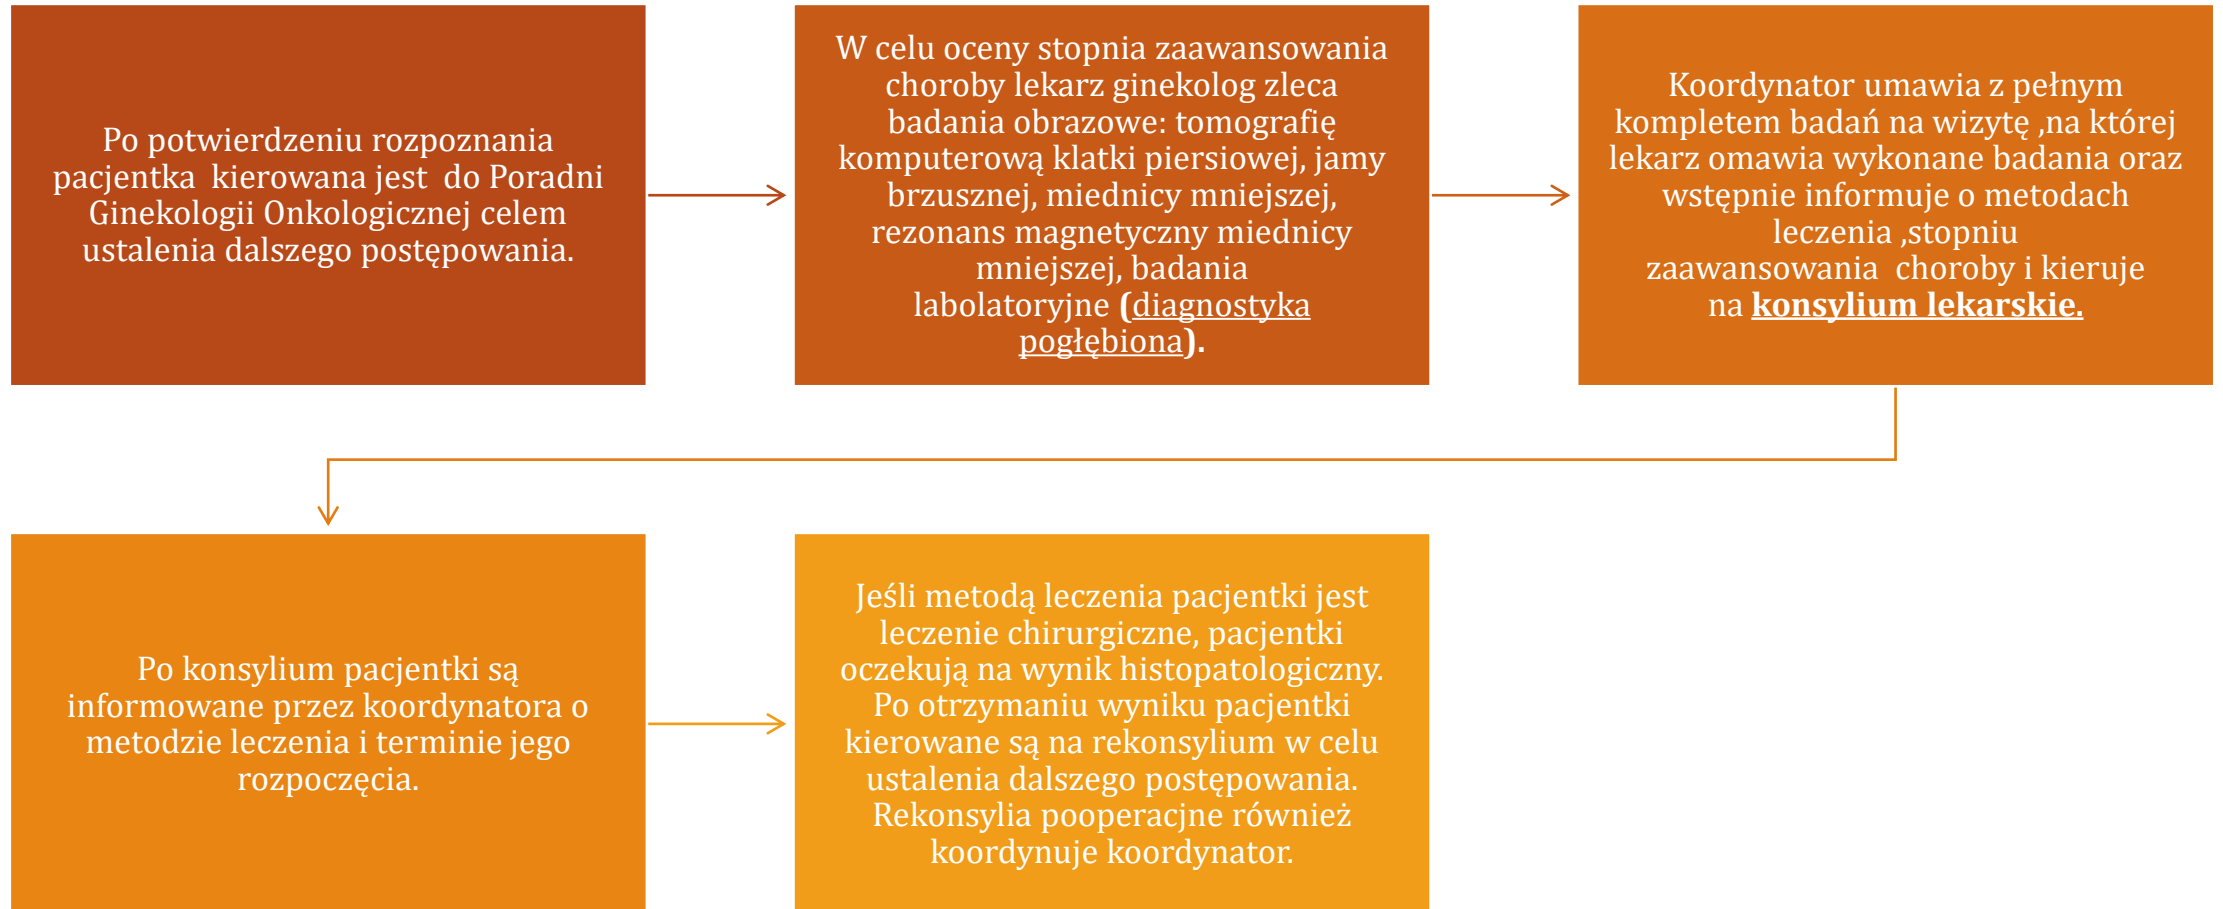 Po potwierdzeniu rozpoznania
pacjentka  kierowana jest  do Poradni
Ginekologii Onkologicznej celem
ustalenia dalszego postępowania.
W celu oceny stopnia zaawansowania
choroby lekarz ginekolog zleca
badania obrazowe: tomografię
komputerową klatki piersiowej, jamy
brzusznej, miednicy mniejszej,
rezonans magnetyczny miednicy
mniejszej, badania
labolatoryjne (diagnostyka
pogłębiona).
Koordynator umawia z pełnym
kompletem badań na wizytę ,na której
lekarz omawia wykonane badania oraz
wstępnie informuje o metodach
leczenia ,stopniu
zaawansowania  choroby i kieruje
na konsylium lekarskie.
Po konsylium pacjentki są
informowane przez koordynatora o
metodzie leczenia i terminie jego
rozpoczęcia.
Jeśli metodą leczenia pacjentki jest
leczenie chirurgiczne, pacjentki
oczekują na wynik histopatologiczny.
Po otrzymaniu wyniku pacjentki
kierowane są na rekonsylium w celu
ustalenia dalszego postępowania.
Rekonsylia pooperacjne również
koordynuje koordynator.